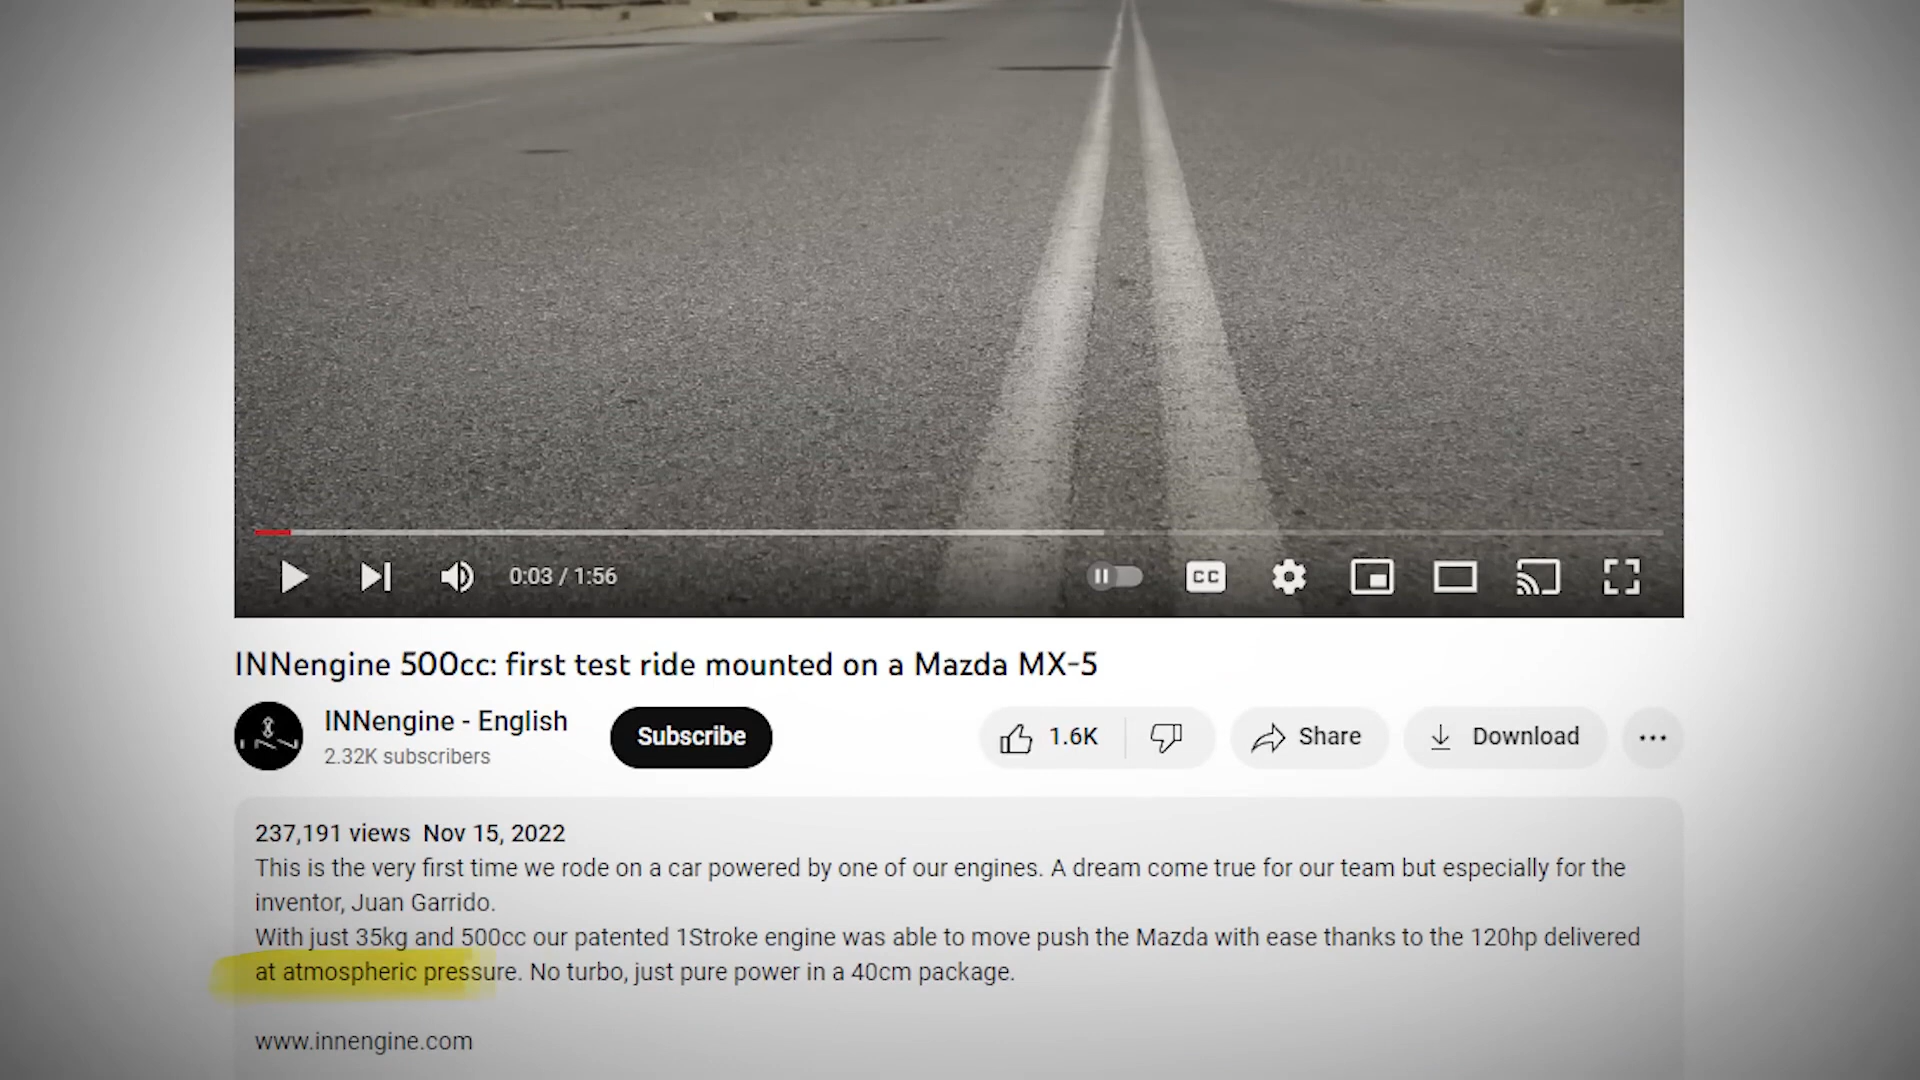 0:03 / 1:56
CC
INNengine 500cc: first test ride mounted on a Mazda MX-5
INNengine - English
2.32K subscribers
Subscribe
1.6K
Share
Download
237,191 views Nov 15, 2022
This is the very first time we rode on a car powered by one of our engines. A dream come true for our team but especially for the
inventor, Juan Garrido.
With just 35kg and 500cc our patented 1Stroke engine was able to move push the Mazda with ease thanks to the 120hp delivered
at atmospheric pressure. No turbo, just pure power in a 40cm package.
www.innengine.com